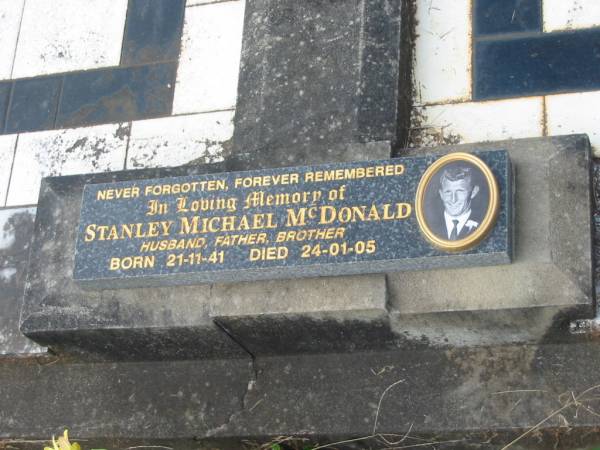 NEVER FORGOTTEN, FOREVER REMEMBERED
In Loving Memory of
STANLEY MICHAEL MCDONALD
HUSBAND, FATHER, BROTHER
BORN 21-11-41 DIED 24-01-05